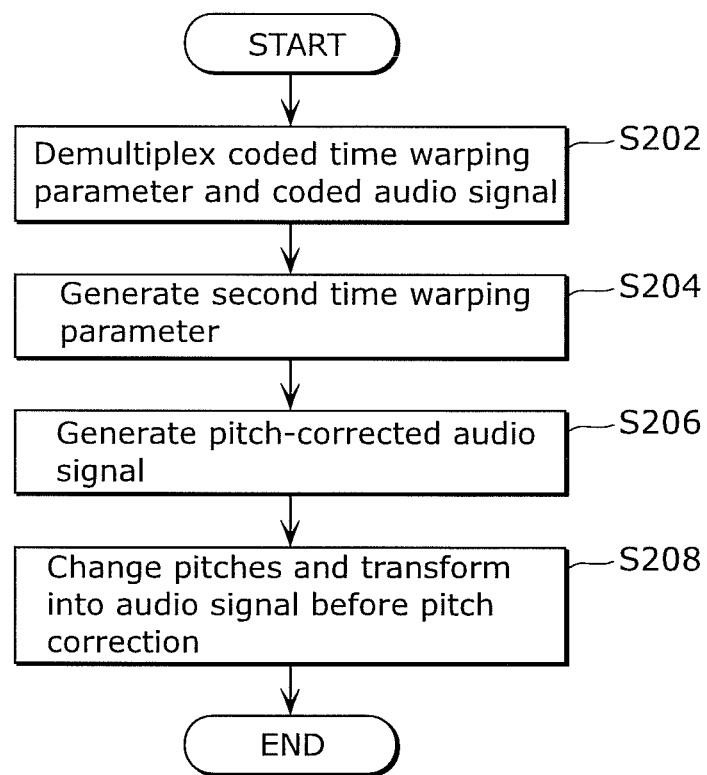 START
Demultiplex coded time warping
parameter and coded audio signal
S202
Generate second time warping
parameter
S204
Generate pitch-corrected audio
signal
S206
Change pitches and transform
into audio signal before pitch
correction
S208
END